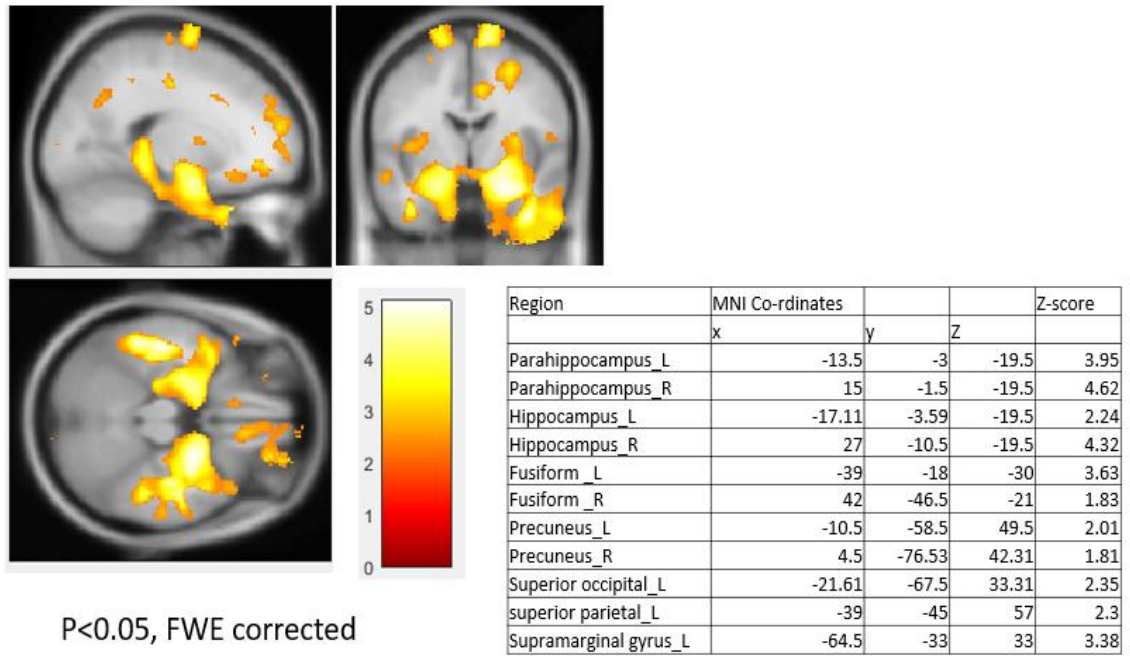 5
4
3
2
1
0
Region MNI Co-rdinates Z-score
x y Z
Parahippocampus_L -13.5 -3 -19.5 3.95
Parahippocampus_R 15 -1.5 -19.5 4.62
Hippocampus_L -17.11 -3.59 -19.5 2.24
Hippocampus_R 27 -10.5 -19.5 4.32
Fusiform _L -39 -18 -30 3.63
Fusiform _R 42 -46.5 -21 1.83
Precuneus_L -10.5 -58.5 49.5 2.01
Precuneus_R 4.5 -76.53 42.31 1.81
Superior occipital_L -21.61 -67.5 33.31 2.35
superior parietal_L -39 -45 57 2.3
Supramarginal gyrus_L -64.5 -33 33 3.38
P<0.05, FWE corrected